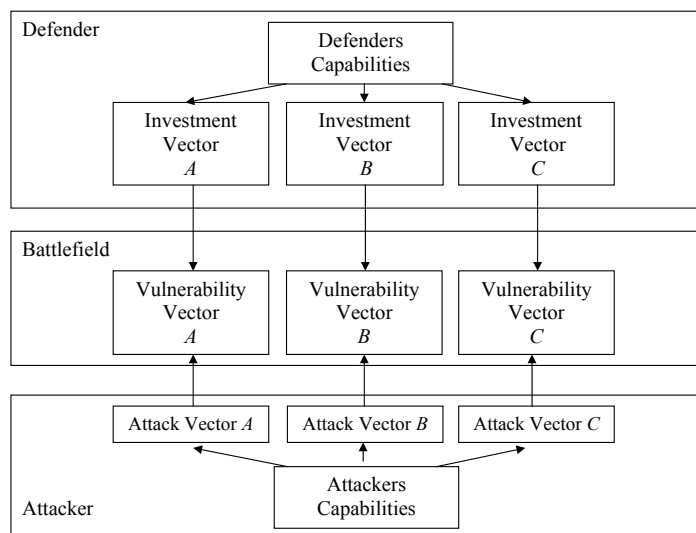 Defender
Defenders
Capabilities
Investment
Vector
A
Investment
Vector
B
Investment
Vector
C
Battlefield
Vulnerability
Vector
A
Vulnerability
Vector
B
Vulnerability
Vector
C
Attack Vector A
Attack Vector B
Attack Vector C
Attackers
Capabilities
Attacker